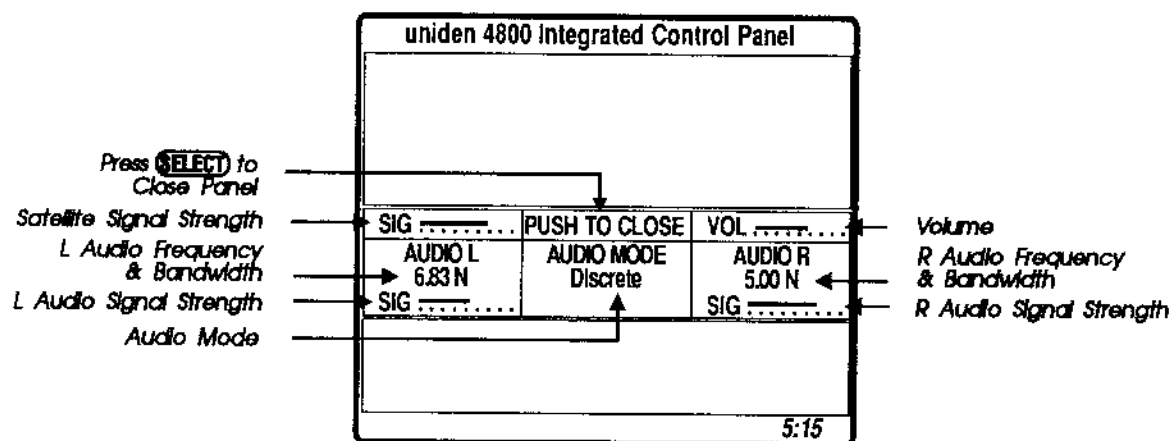 uniden 4800 Integrated Control Panel
Press SELECT to
Close Panel
Satellite Signal Strength
L Audio Frequency
& Bandwidth
L Audio Signal Strength
Audio Mode
SIG
PUSH TO CLOSE
VOL
AUDIO L
6.83 N
SIG
AUDIO MODE
Discrete
AUDIO R
5.00 N
SIG
Volume
R Audio Frequency
& Bandwidth
R Audio Signal Strength
5:15